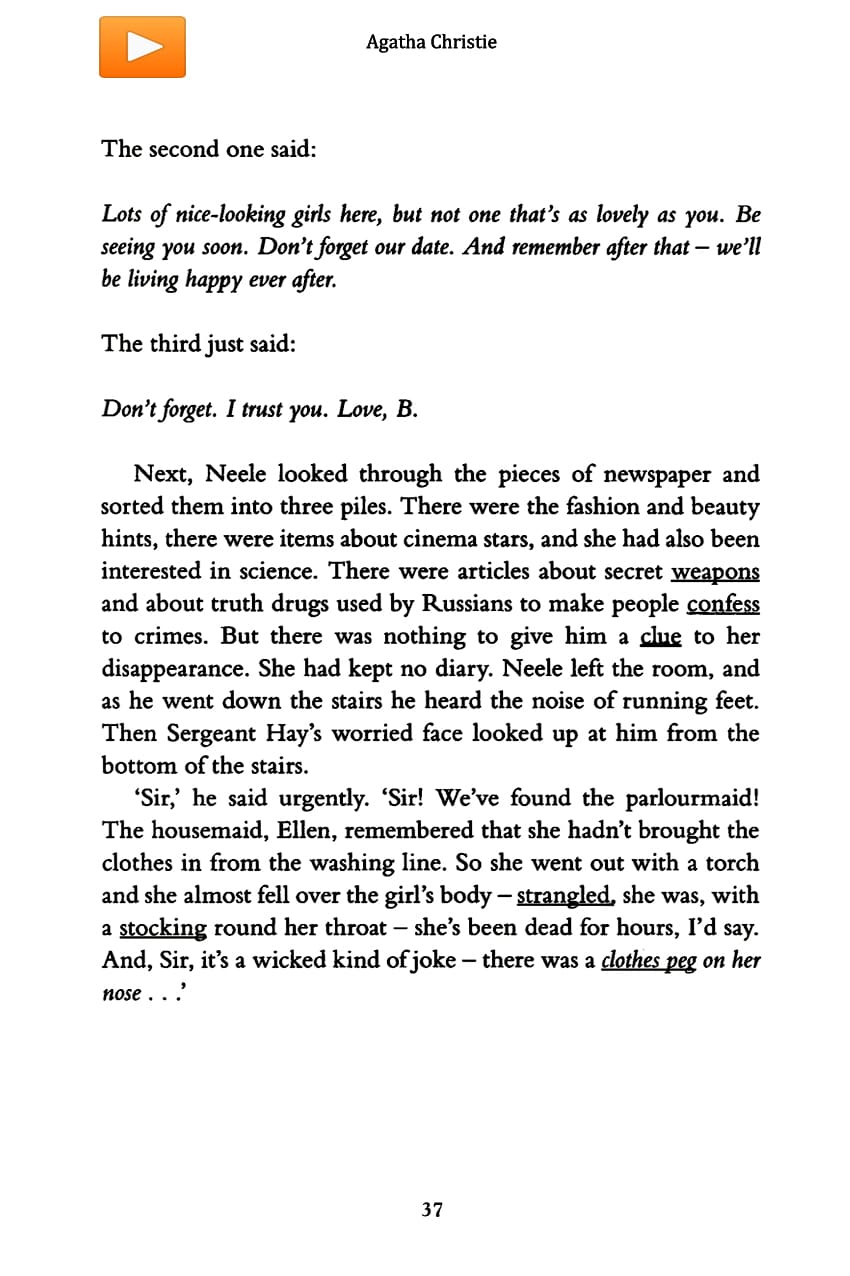 Agatha Christie
The second one said:
Lots of nice-looking girls here, but not one that’s as lovely as you. Be
seeing you soon. Don’t forget our date. And remember after that – we’ll
be living happy ever after.
The third just said:
Don’t forget. I trust you. Love, B.
Next, Neele looked through the pieces of newspaper and
sorted them into three piles. There were the fashion and beauty
hints, there were items about cinema stars, and she had also been
interested in science. There were articles about secret weapons
and about truth drugs used by Russians to make people confess
to crimes. But there was nothing to give him a clue to her
disappearance. She had kept no diary. Neele left the room, and
as he went down the stairs he heard the noise of running feet.
Then Sergeant Hay’s worried face looked up at him from the
bottom of the stairs.
‘Sir,’ he said urgently. ‘Sir! We’ve found the parlourmaid!
The housemaid, Ellen, remembered that she hadn’t brought the
clothes in from the washing line. So she went out with a torch
and she almost fell over the girl’s body – strangled, she was, with
a stocking round her throat – she’s been dead for hours, I’d say.
And, Sir, it’s a wicked kind of joke – there was a clothes peg on her
nose . . .’
37